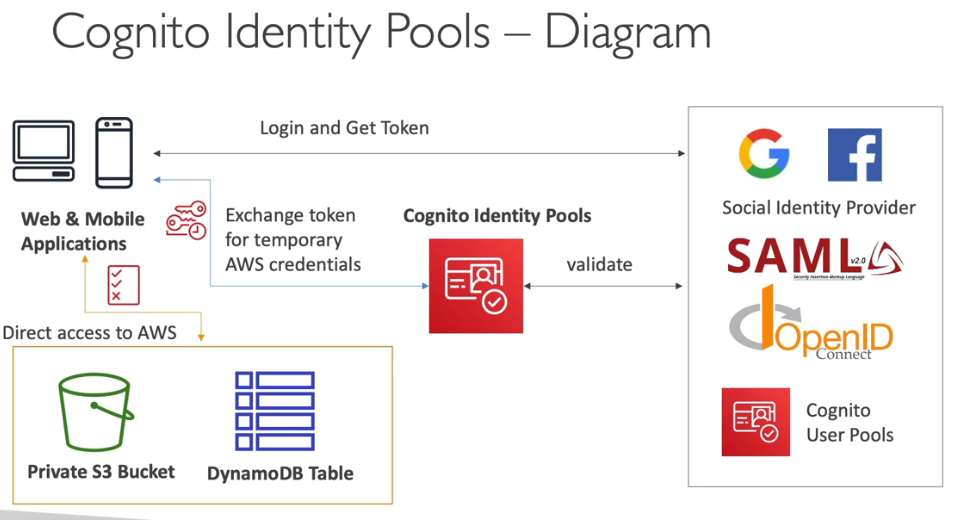 Cognito Identity Pools – Diagram
Login and Get Token
Web & Mobile
Applications
Exchange token
for temporary
AWS credentials
Cognito Identity Pools
validate
Direct access to AWS
Private S3 Bucket
DynamoDB Table
Social Identity Provider
SAML v2.0
Security Assertion Markup Language
OpenID
Connect
Cognito
User Pools